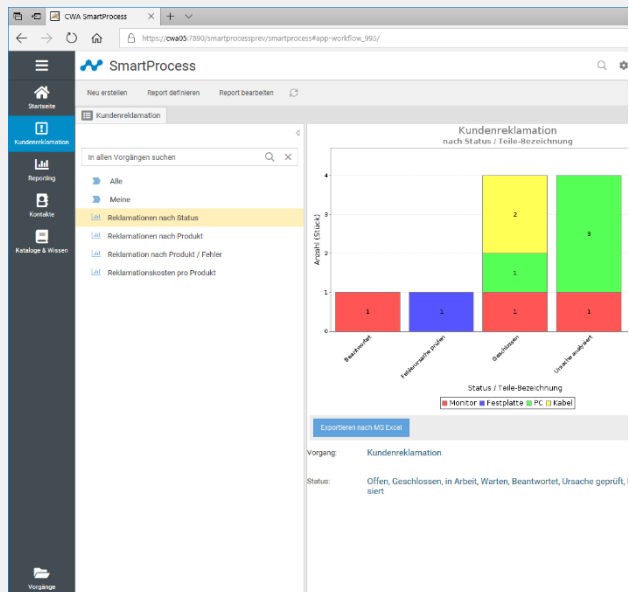 CWA SmartProcess
https://cwa05:7890/smartprocessprev/smartprocess#app-workflow_995/
SmartProcess
Startseite
Kundenreklamation
Reporting
Kontakte
Kataloge & Wissen
Vorgänge
Neu erstellen Report definieren Report bearbeiten
Kundenreklamation
In allen Vorgängen suchen
Alle
Meine
Reklamationen nach Status
Reklamationen nach Produkt
Reklamation nach Produkt / Fehler
Reklamationskosten pro Produkt
Kundenreklamation
nach Status / Teile-Bezeichnung
Anzahl (Stück)
4
3
2
1
0
1
1
2
1
1
3
1
Beantwortet
Fehlerursache prüfen
Geschlossen
Ursache analysiert
Status / Teile-Bezeichnung
Monitor Festplatte PC Kabel
Exportieren nach MS Excel
Vorgang: Kundenreklamation
Status: Offen, Geschlossen, in Arbeit, Warten, Beantwortet, Ursache geprüft,
siert